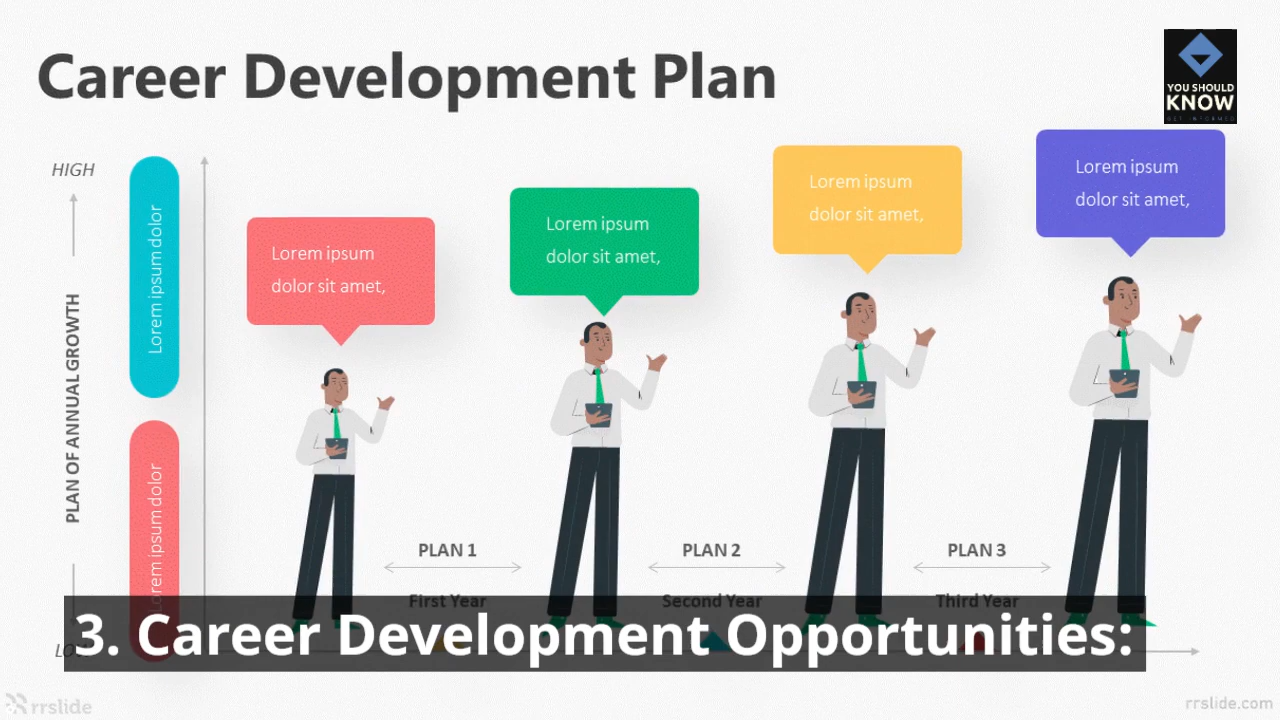 Career Development Plan
YOU SHOULD
KNOW
GET INFORMED
HIGH
PLAN OF ANNUAL GROWTH
Lorem ipsum dolor
Lorem ipsum dolor
Lorem ipsum
dolor sit amet,
Lorem ipsum
dolor sit amet,
Lorem ipsum
dolor sit amet,
Lorem ipsum
dolor sit amet,
PLAN 1
PLAN 2
PLAN 3
First Year
Second Year
Third Year
3. Career Development Opportunities:
rrslide
rrslide.com